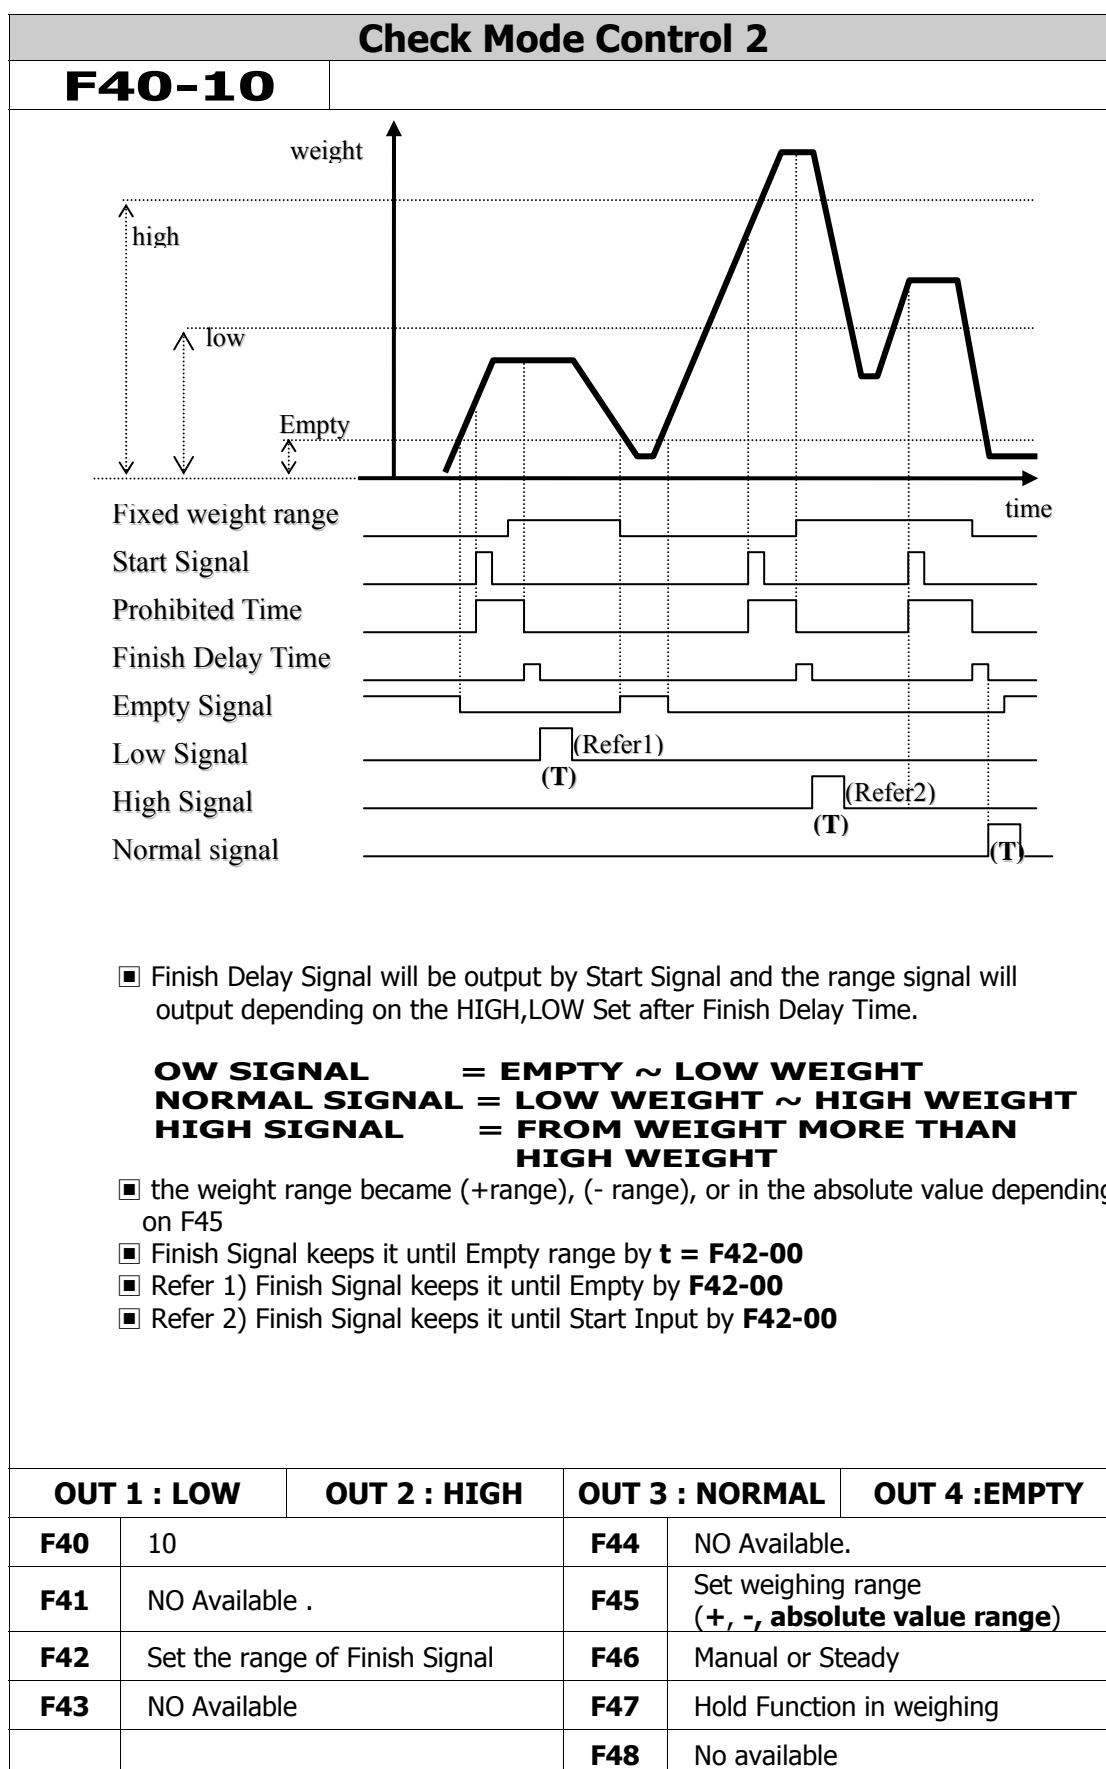 Check Mode Control 2
F40-10
weight
high
low
Empty
time
Fixed weight range
Start Signal
Prohibited Time
Finish Delay Time
Empty Signal
Low Signal
(Refer1)
(T)
High Signal
(Refer2)
(T)
Normal signal
(T)
▣ Finish Delay Signal will be output by Start Signal and the range signal will
output depending on the HIGH,LOW Set after Finish Delay Time.
OW SIGNAL = EMPTY ~ LOW WEIGHT
NORMAL SIGNAL = LOW WEIGHT ~ HIGH WEIGHT
HIGH SIGNAL = FROM WEIGHT MORE THAN
HIGH WEIGHT
▣ the weight range became (+range), (- range), or in the absolute value depending
on F45
▣ Finish Signal keeps it until Empty range by t = F42-00
▣ Refer 1) Finish Signal keeps it until Empty by F42-00
▣ Refer 2) Finish Signal keeps it until Start Input by F42-00
OUT 1 : LOW OUT 2 : HIGH OUT 3 : NORMAL OUT 4 :EMPTY
F40 10 F44 NO Available.
F41 NO Available . F45 Set weighing range
(+, -, absolute value range)
F42 Set the range of Finish Signal F46 Manual or Steady
F43 NO Available F47 Hold Function in weighing
F48 No available